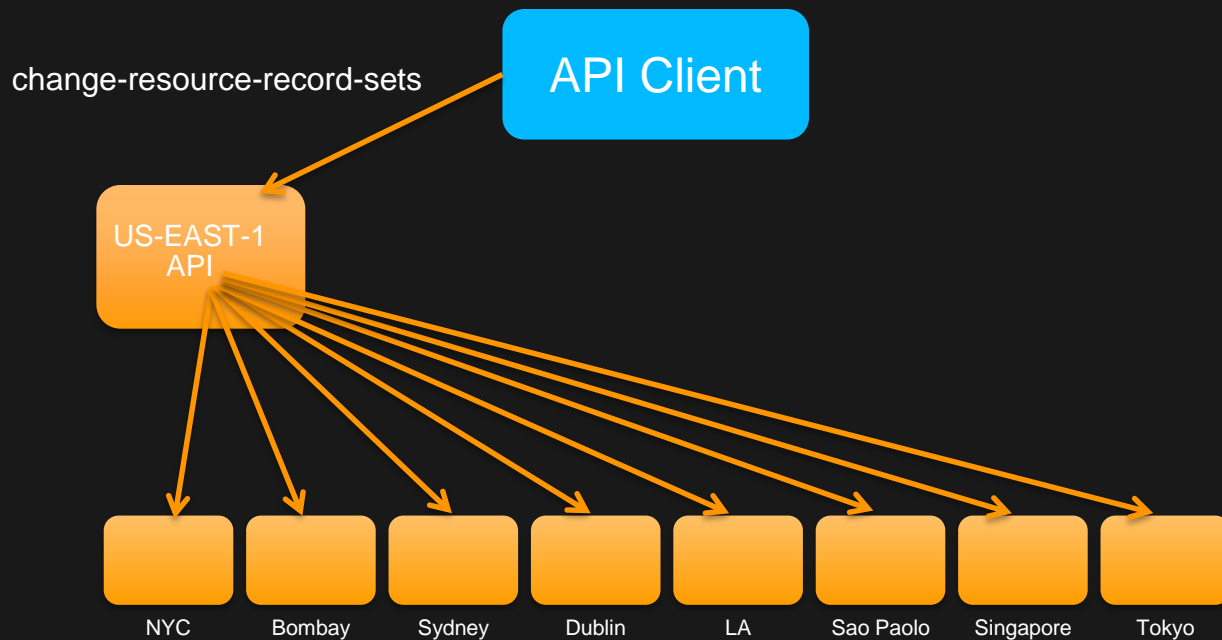 API Client
change-resource-record-sets
US-EAST-1
API
NYC
Bombay
Sydney
Dublin
LA
Sao Paolo
Singapore
Tokyo